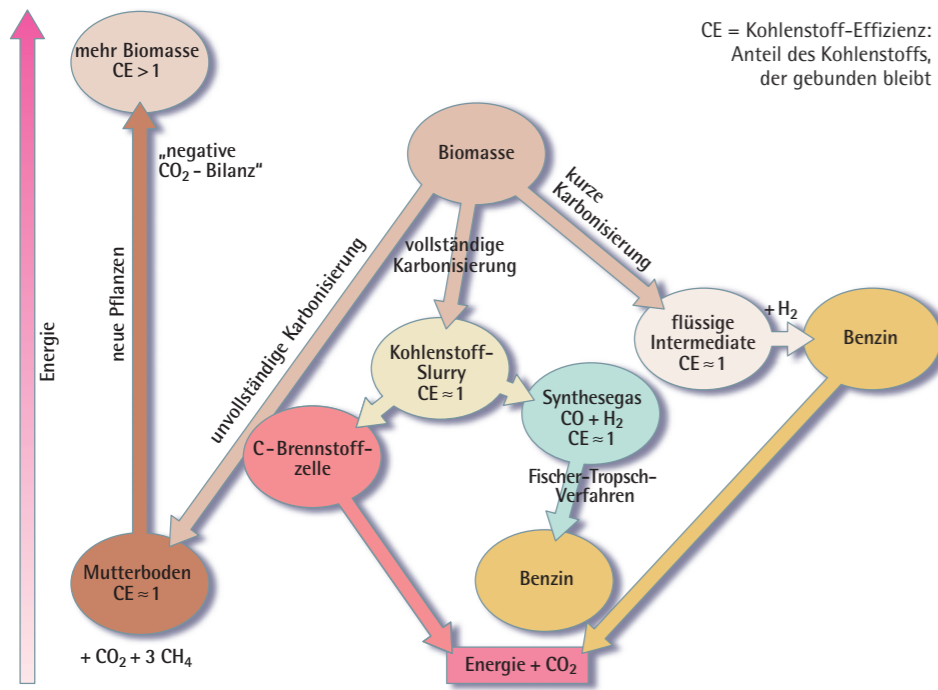 CE = Kohlenstoff-Effizienz:
Anteil des Kohlenstoffs,
der gebunden bleibt
mehr Biomasse
CE > 1
„negative
CO₂ – Bilanz“
neue Pflanzen
Energie
Biomasse
unvollständige Karbonisierung
vollständige
Karbonisierung
kurze
Karbonisierung
Kohlenstoff-
Slurry
CE ≈ 1
flüssige
Intermediate
CE ≈ 1
+ H₂
Benzin
C - Brennstoff-
zelle
Synthesegas
CO + H₂
CE ≈ 1
Fischer-Tropsch-
Verfahren
Mutterboden
CE ≈ 1
+ CO₂ + 3 CH₄
Benzin
Energie + CO₂